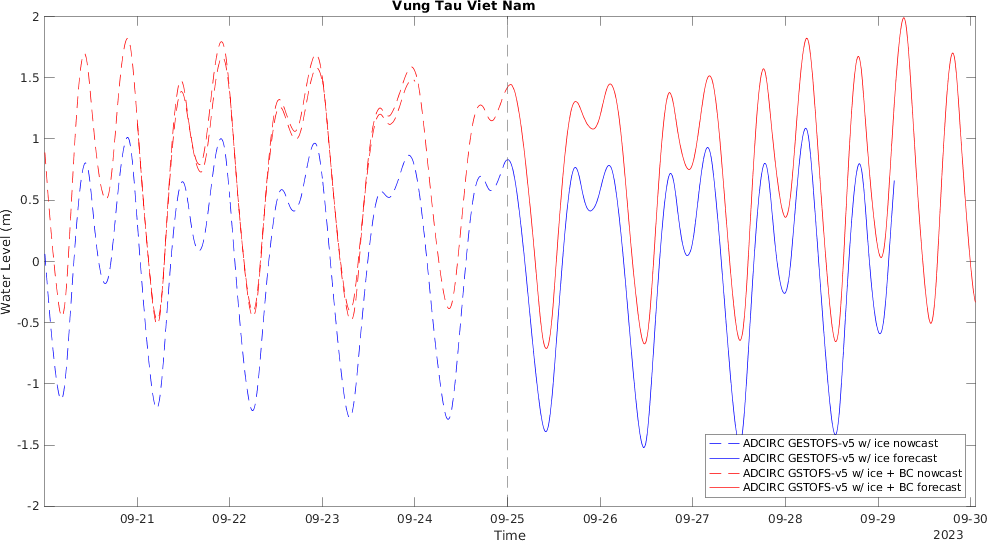 Vung Tau Viet Nam
2
1.5
1
0.5
0
-0.5
-1
-1.5
-2
Water Level (m)
09-21 09-22 09-23 09-24 09-25 09-26 09-27 09-28 09-29 09-30
Time
2023
ADCIRC GESTOFS-v5 w/ ice nowcast
ADCIRC GESTOFS-v5 w/ ice forecast
ADCIRC GSTOFS-v5 w/ ice + BC nowcast
ADCIRC GSTOFS-v5 w/ ice + BC forecast